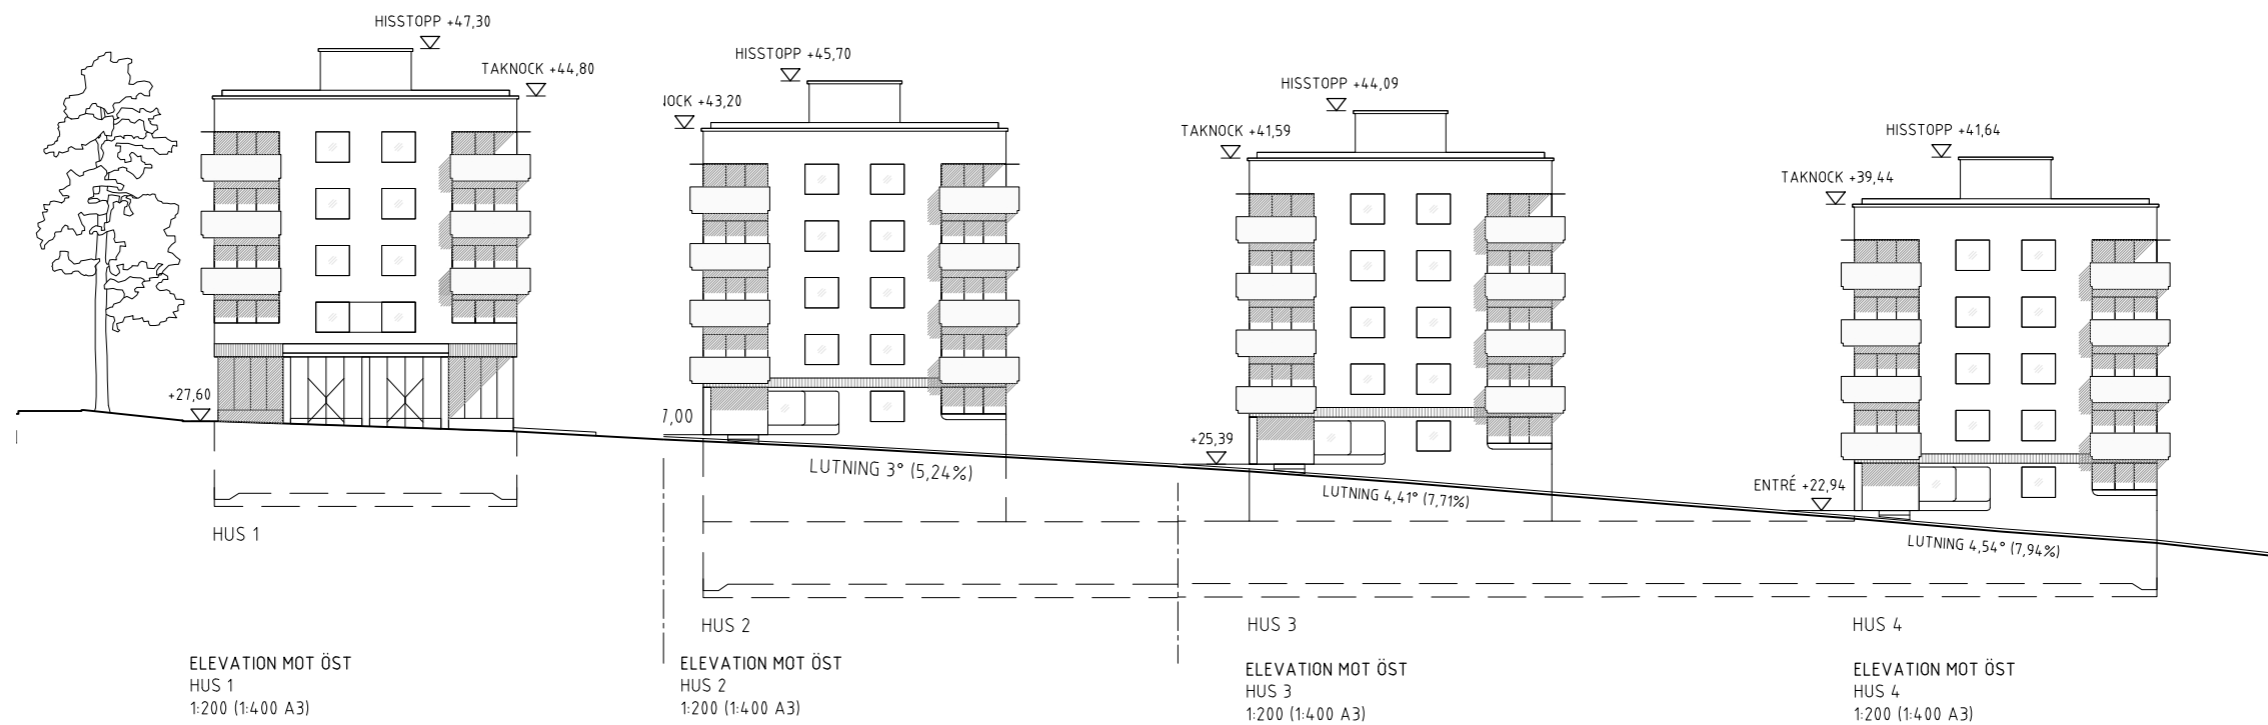 HISSTOPP +47,30
TAKNOCK +44,80
HISSTOPP +45,70
NOCK +43,20
HISSTOPP +44,09
TAKNOCK +41,59
HISSTOPP +41,64
TAKNOCK +39,44
+27,60
7,00
+25,39
ENTRÉ +22,94
LUTNING 3° (5,24%)
LUTNING 4,41° (7,71%)
LUTNING 4,54° (7,94%)
HUS 1
HUS 2
HUS 3
HUS 4
ELEVATION MOT ÖST
HUS 1
1:200 (1:400 A3)
ELEVATION MOT ÖST
HUS 2
1:200 (1:400 A3)
ELEVATION MOT ÖST
HUS 3
1:200 (1:400 A3)
ELEVATION MOT ÖST
HUS 4
1:200 (1:400 A3)